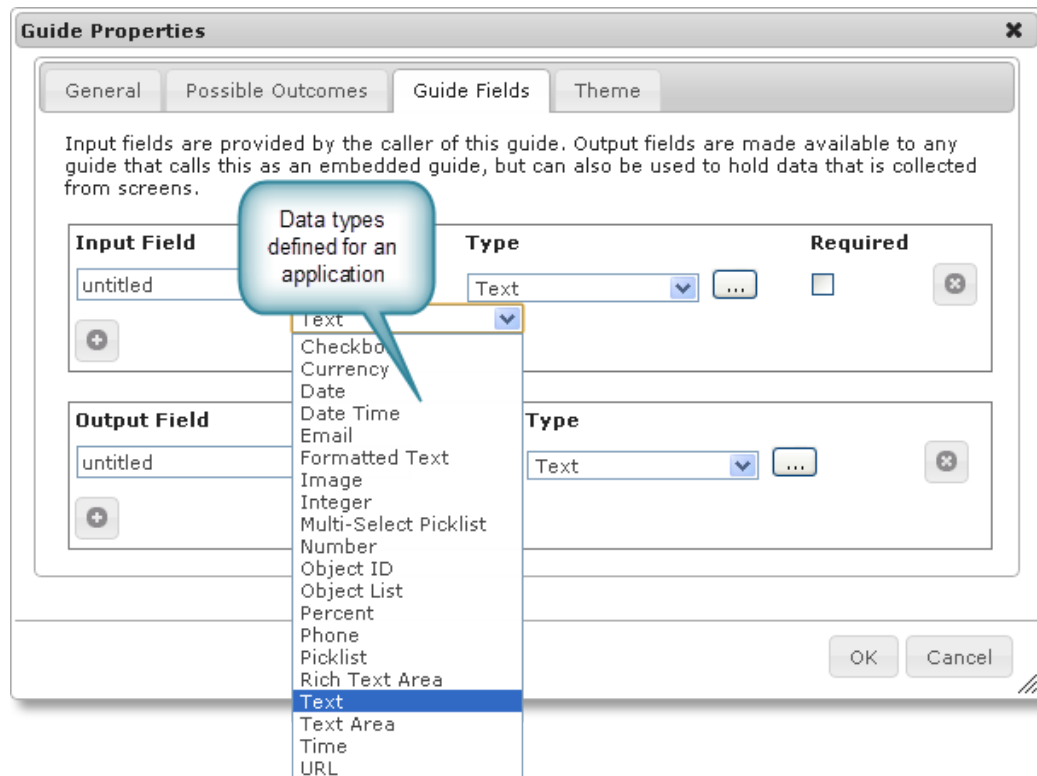 Guide Properties
General Possible Outcomes Guide Fields Theme
Input fields are provided by the caller of this guide. Output fields are made available to any
guide that calls this as an embedded guide, but can also be used to hold data that is collected
from screens.
Data types
defined for an
application
Input Field Type Required
untitled Text ...
Text
Checkbo
Currency
Date
Date Time
Email
Formatted Text
Image
Integer
Multi-Select Picklist
Number
Object ID
Object List
Percent
Phone
Picklist
Rich Text Area
Text
Text Area
Time
URL
Output Field Type
untitled Text ...
OK Cancel